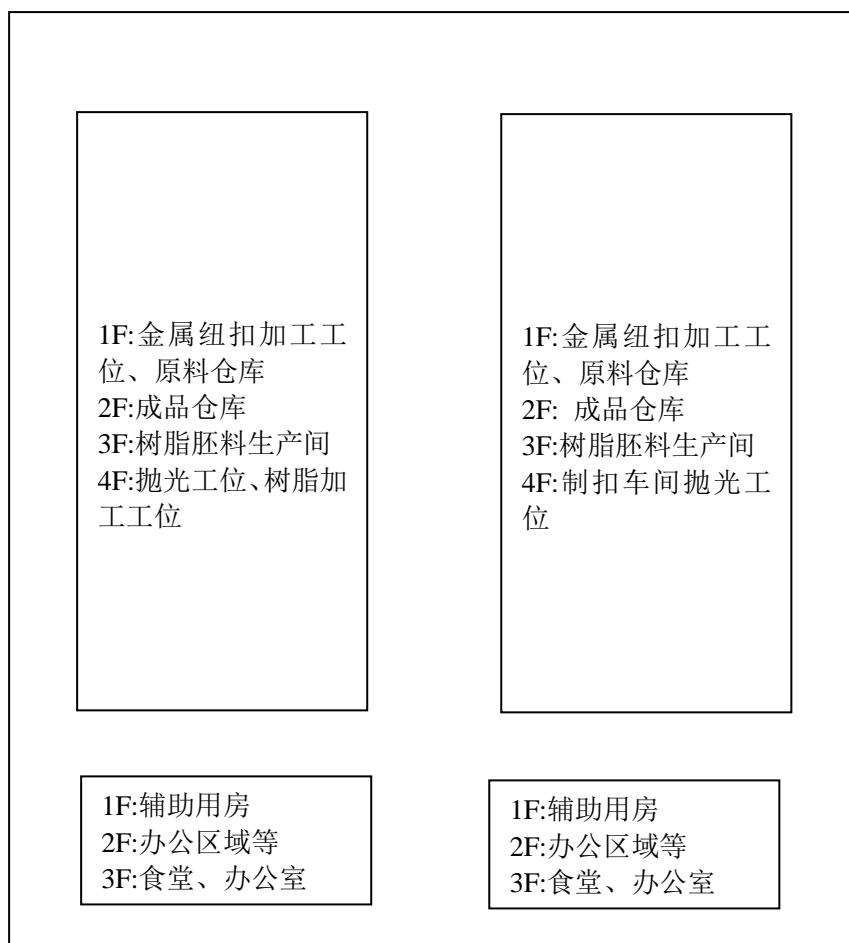 1F:金属纽扣加工工
位、原料仓库
2F:成品仓库
3F:树脂胚料生产间
4F:抛光工位、树脂加
工工位
1F:金属纽扣加工工
位、原料仓库
2F: 成品仓库
3F:树脂胚料生产间
4F:制扣车间抛光工
位
1F:辅助用房
2F:办公区域等
3F:食堂、办公室
1F:辅助用房
2F:办公区域等
3F:食堂、办公室